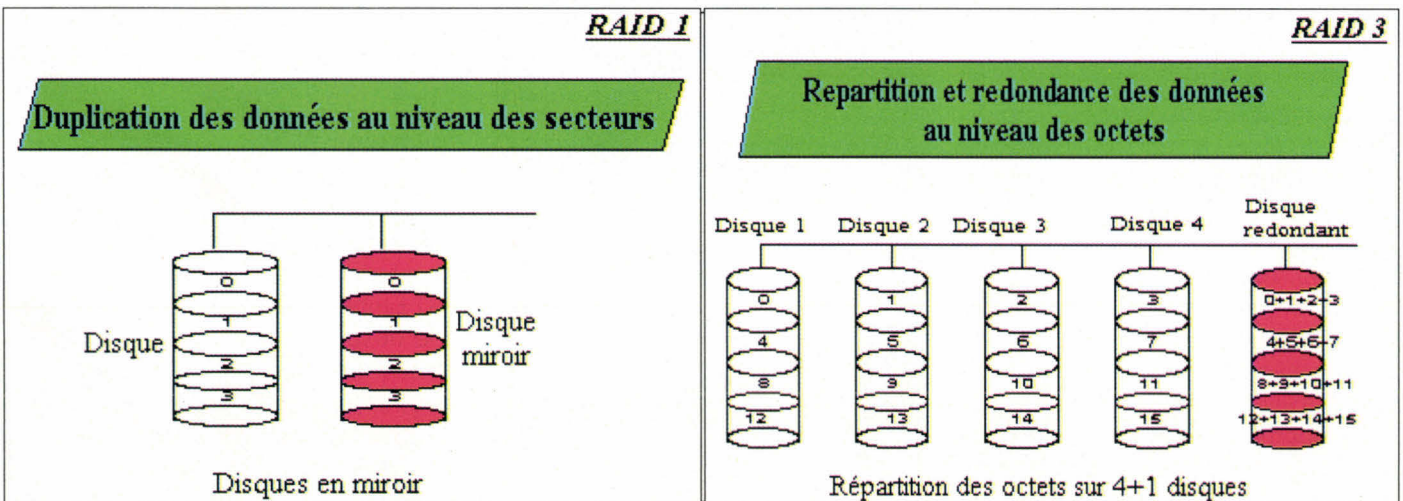 RAID 1
Duplication des données au niveau des secteurs
0
1
2
3
Disque
0
1
2
3
Disque
miroir
Disques en miroir
RAID 3
Repartition et redondance des données
au niveau des octets
Disque 1
Disque 2
Disque 3
Disque 4
Disque
redondant
0
1
2
3
0+1+2+3
4
5
6
7
4+5+6+7
8
9
10
11
8+9+10+11
12
13
14
15
12+13+14+15
Répartition des octets sur 4+1 disques